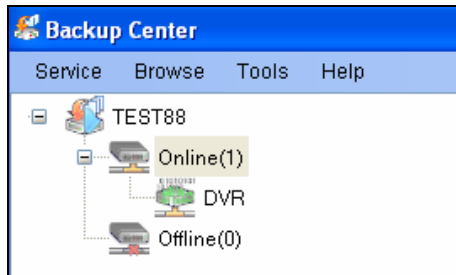 Backup Center
Service Browse Tools Help
TEST88
Online(1)
DVR
Offline(0)